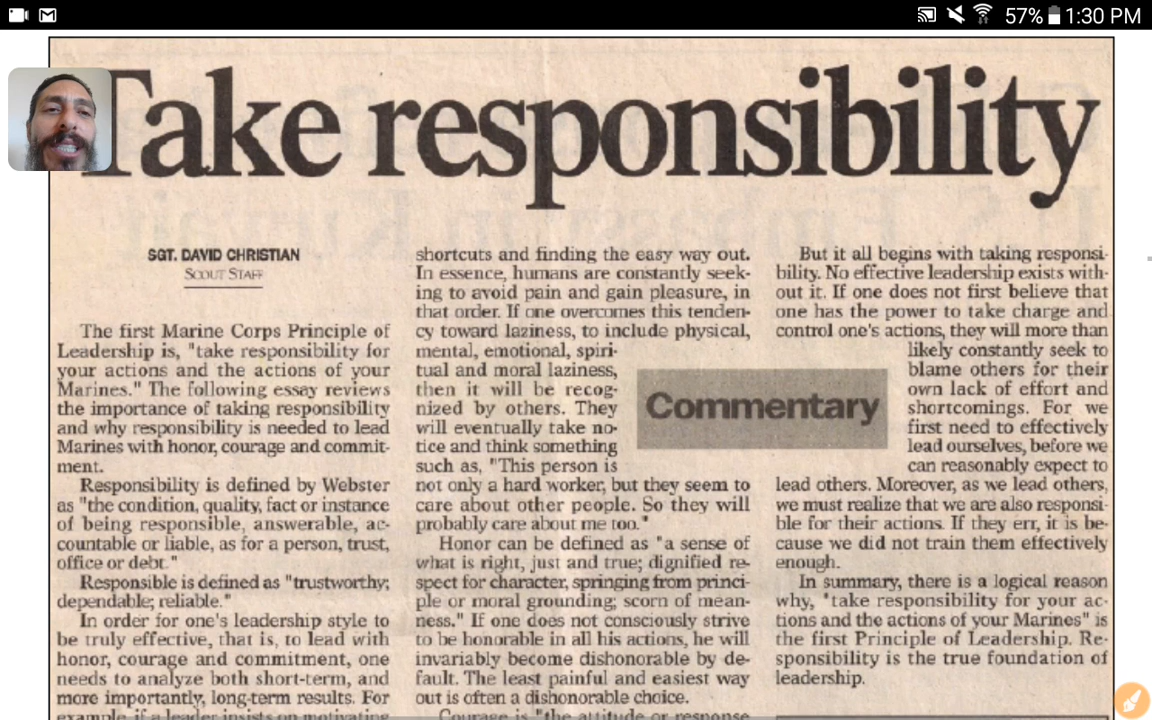 57% 1:30 PM
Take responsibility
SGT. DAVID CHRISTIAN
SCOUT STAFF
The first Marine Corps Principle of
Leadership is, "take responsibility for
your actions and the actions of your
Marines." The following essay reviews
the importance of taking responsibility
and why responsibility is needed to lead
Marines with honor, courage and commit-
ment.
Responsibility is defined by Webster
as "the condition, quality, fact or instance
of being responsible, answerable, ac-
countable or liable, as for a person, trust,
office or debt."
Responsible is defined as "trustworthy;
dependable; reliable."
In order for one's leadership style to
be truly effective, that is, to lead with
honor, courage and commitment, one
needs to analyze both short-term, and
more importantly, long-term results. For
example, if a leader insists on motivating
shortcuts and finding the easy way out.
In essence, humans are constantly seek-
ing to avoid pain and gain pleasure, in
that order. If one overcomes this tenden-
cy toward laziness, to include physical,
mental, emotional, spiri-
tual and moral laziness,
then it will be recog-
nized by others. They
will eventually take no-
tice and think something
such as, "This person is
not only a hard worker, but they seem to
care about other people. So they will
probably care about me too."
Honor can be defined as "a sense of
what is right, just and true; dignified re-
spect for character, springing from princi-
ple or moral grounding; scorn of mean-
ness." If one does not consciously strive
to be honorable in all his actions, he will
invariably become dishonorable by de-
fault. The least painful and easiest way
out is often a dishonorable choice.
Courage is "the attitude or response
Commentary
But it all begins with taking responsi-
bility. No effective leadership exists with-
out it. If one does not first believe that
one has the power to take charge and
control one's actions, they will more than
likely constantly seek to
blame others for their
own lack of effort and
shortcomings. For we
first need to effectively
lead ourselves, before we
can reasonably expect to
lead others. Moreover, as we lead others,
we must realize that we are also responsi-
ble for their actions. If they err, it is be-
cause we did not train them effectively
enough.
In summary, there is a logical reason
why, "take responsibility for your ac-
tions and the actions of your Marines" is
the first Principle of Leadership. Re-
sponsibility is the true foundation of
leadership.